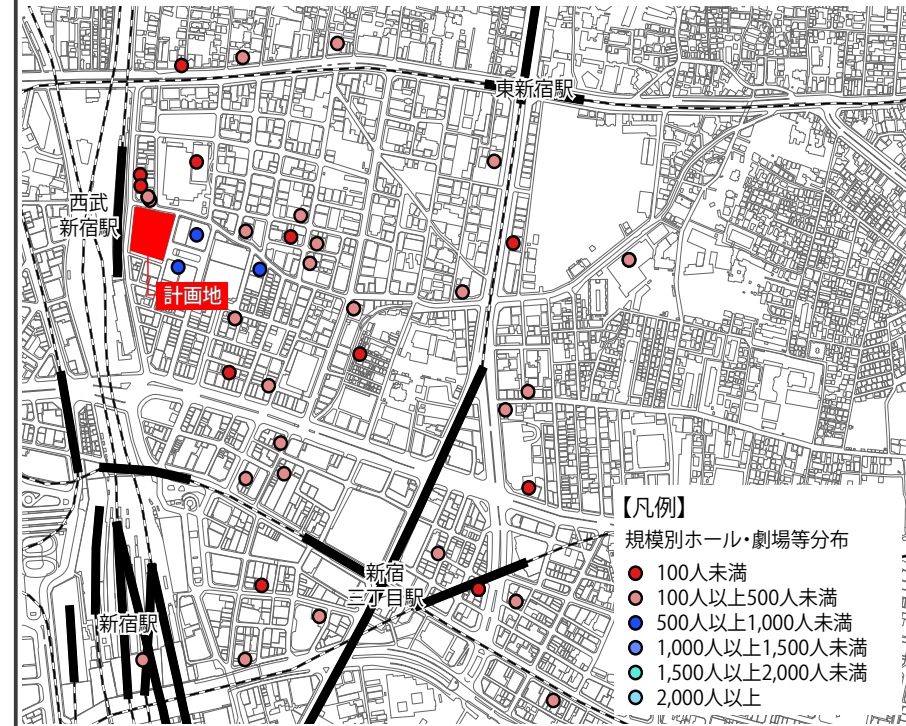 東新宿駅
西武
新宿駅
計画地
新宿
三丁目駅
新宿駅
【凡例】
規模別ホール・劇場等分布
100人未満
100人以上500人未満
500人以上1,000人未満
1,000人以上1,500人未満
1,500人以上2,000人未満
2,000人以上